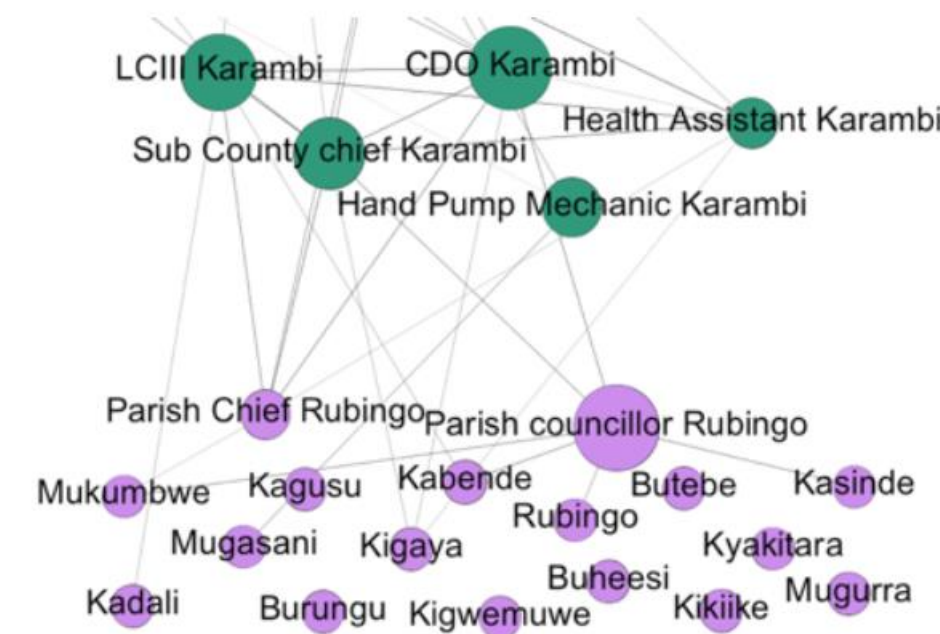 LCIII Karambi
CDO Karambi
Health Assistant Karambi
Sub County chief Karambi
Hand Pump Mechanic Karambi
Parish Chief Rubingo
Parish councillor Rubingo
Mukumbwe
Kagusu
Kabende
Butebe
Kasinde
Rubingo
Mugasani
Kigaya
Kyakitara
Buheesi
Mugurra
Kadali
Burungu
Kigwemuwe
Kikiike